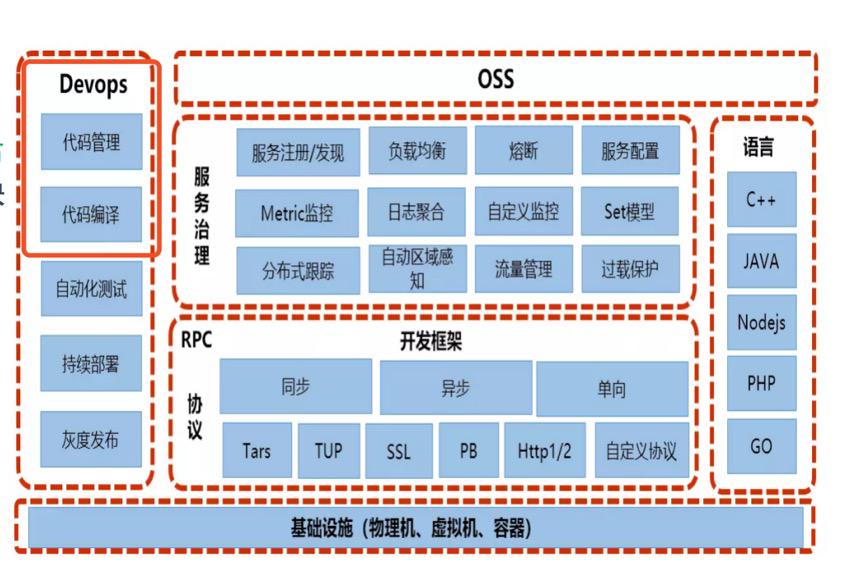 Devops
代码管理
代码编译
自动化测试
持续部署
灰度发布
OSS
服务治理
服务注册/发现
负载均衡
熔断
服务配置
Metric监控
日志聚合
自定义监控
Set模型
分布式跟踪
自动区域感
知
流量管理
过载保护
RPC
开发框架
协议
同步
异步
单向
Tars
TUP
SSL
PB
Http1/2
自定义协议
语言
C++
JAVA
Nodejs
PHP
GO
基础设施（物理机、虚拟机、容器）